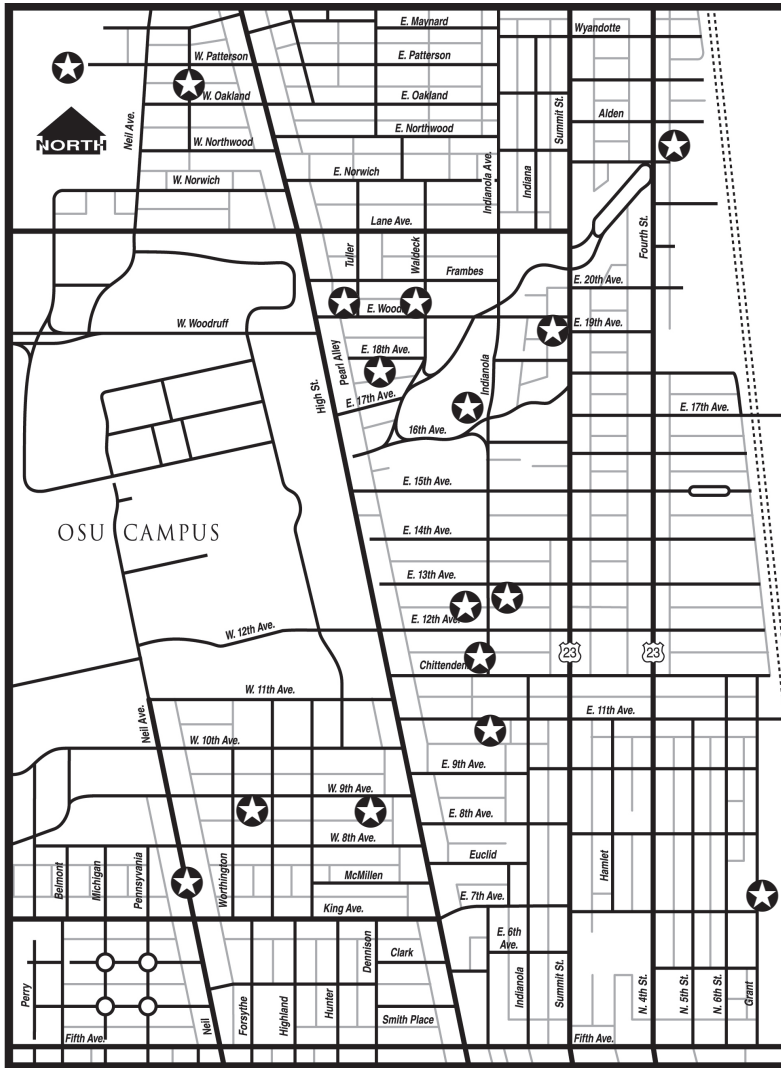 E. Maynard
Wyandotte
W. Patterson
E. Patterson
W. Oakland
E. Oakland
Neil Ave.
Summit St.
Alden
NORTH
E. Northwood
W. Northwood
E. Norwich
W. Norwich
Indianola Ave.
Indiana
Lane Ave.
Fourth St.
Tuller
Waldeck
Frambes
E. 20th Ave.
E. Wood
W. Woodruff
E. 19th Ave.
Pearl Alley
E. 18th Ave.
High St.
Indianola
E. 17th Ave.
E. 17th Ave.
16th Ave.
E. 15th Ave.
OSU CAMPUS
E. 14th Ave.
E. 13th Ave.
E. 12th Ave.
W. 12th Ave.
23
23
Chittenden
W. 11th Ave.
E. 11th Ave.
Neil Ave.
W. 10th Ave.
E. 9th Ave.
W. 9th Ave.
E. 8th Ave.
W. 8th Ave.
Euclid
Hamlet
Belmont
Michigan
Pennsylvania
Worthington
McMillen
E. 7th Ave.
King Ave.
E. 6th
Ave.
Dennison
Clark
Perry
Neil
Forsythe
Highland
Hunter
Smith Place
Indianola
Summit St.
N. 4th St.
N. 5th St.
N. 6th St.
Grant
Fifth Ave.
Fifth Ave.